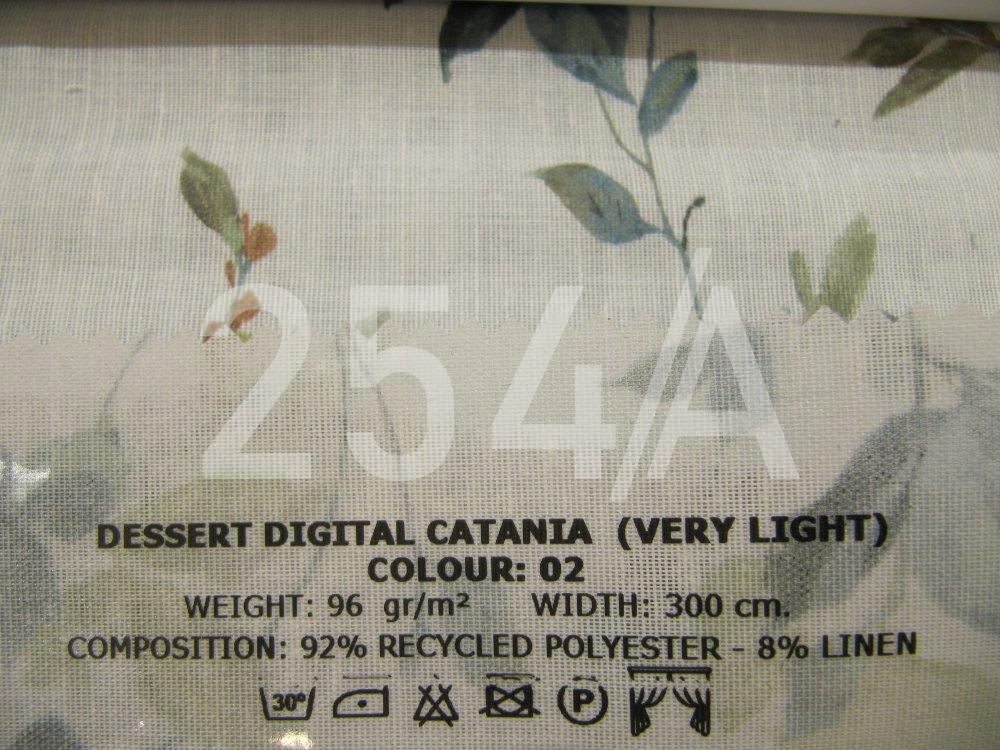 254/A
DESSERT DIGITAL CATANIA (VERY LIGHT)
COLOUR: 02
WEIGHT: 96 gr/m² WIDTH: 300 cm.
COMPOSITION: 92% RECYCLED POLYESTER - 8% LINEN
30° P